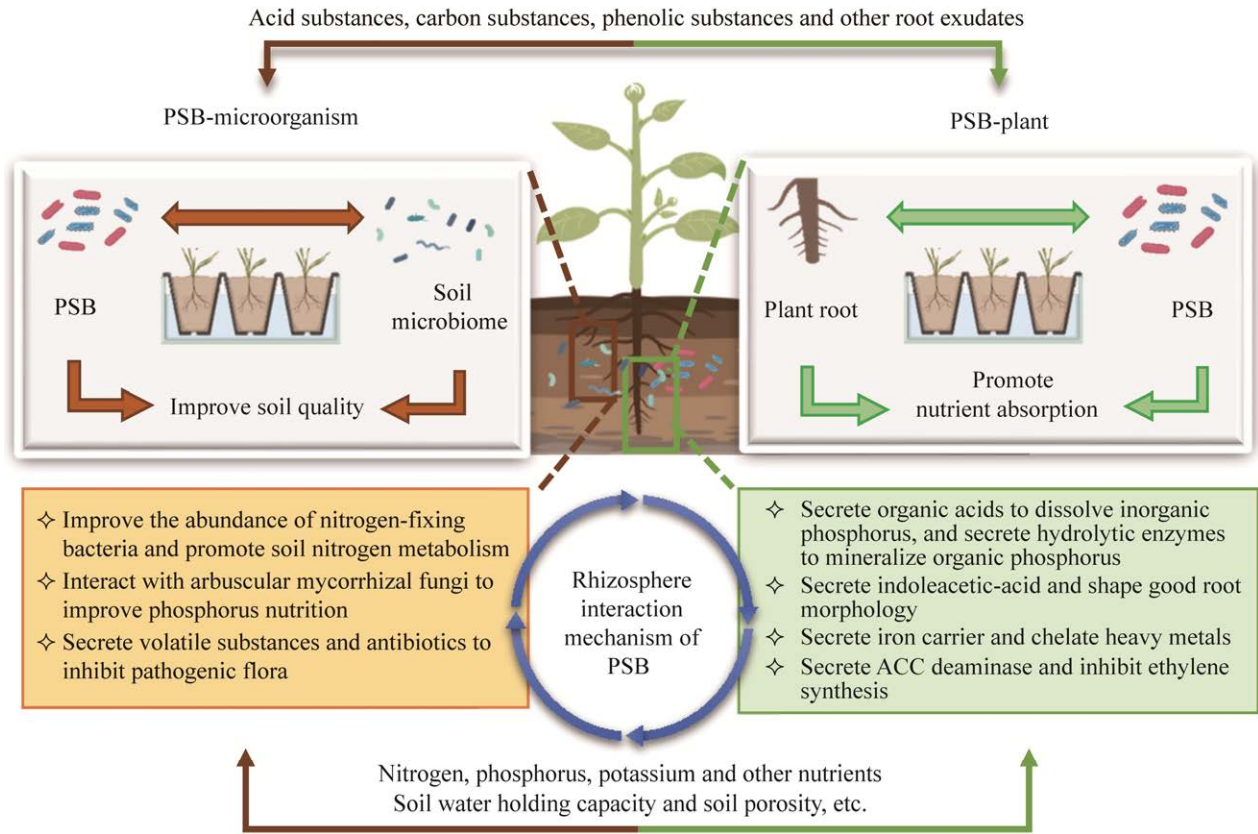 Acid substances, carbon substances, phenolic substances and other root exudates
PSB-microorganism
PSB-plant
PSB
Soil
microbiome
Improve soil quality
Plant root
PSB
Promote
nutrient absorption
✧ Improve the abundance of nitrogen-fixing
bacteria and promote soil nitrogen metabolism
✧ Interact with arbuscular mycorrhizal fungi to
improve phosphorus nutrition
✧ Secrete volatile substances and antibiotics to
inhibit pathogenic flora
Rhizosphere
interaction
mechanism of
PSB
✧ Secrete organic acids to dissolve inorganic
phosphorus, and secrete hydrolytic enzymes
to mineralize organic phosphorus
✧ Secrete indoleacetic-acid and shape good root
morphology
✧ Secrete iron carrier and chelate heavy metals
✧ Secrete ACC deaminase and inhibit ethylene
synthesis
Nitrogen, phosphorus, potassium and other nutrients
Soil water holding capacity and soil porosity, etc.